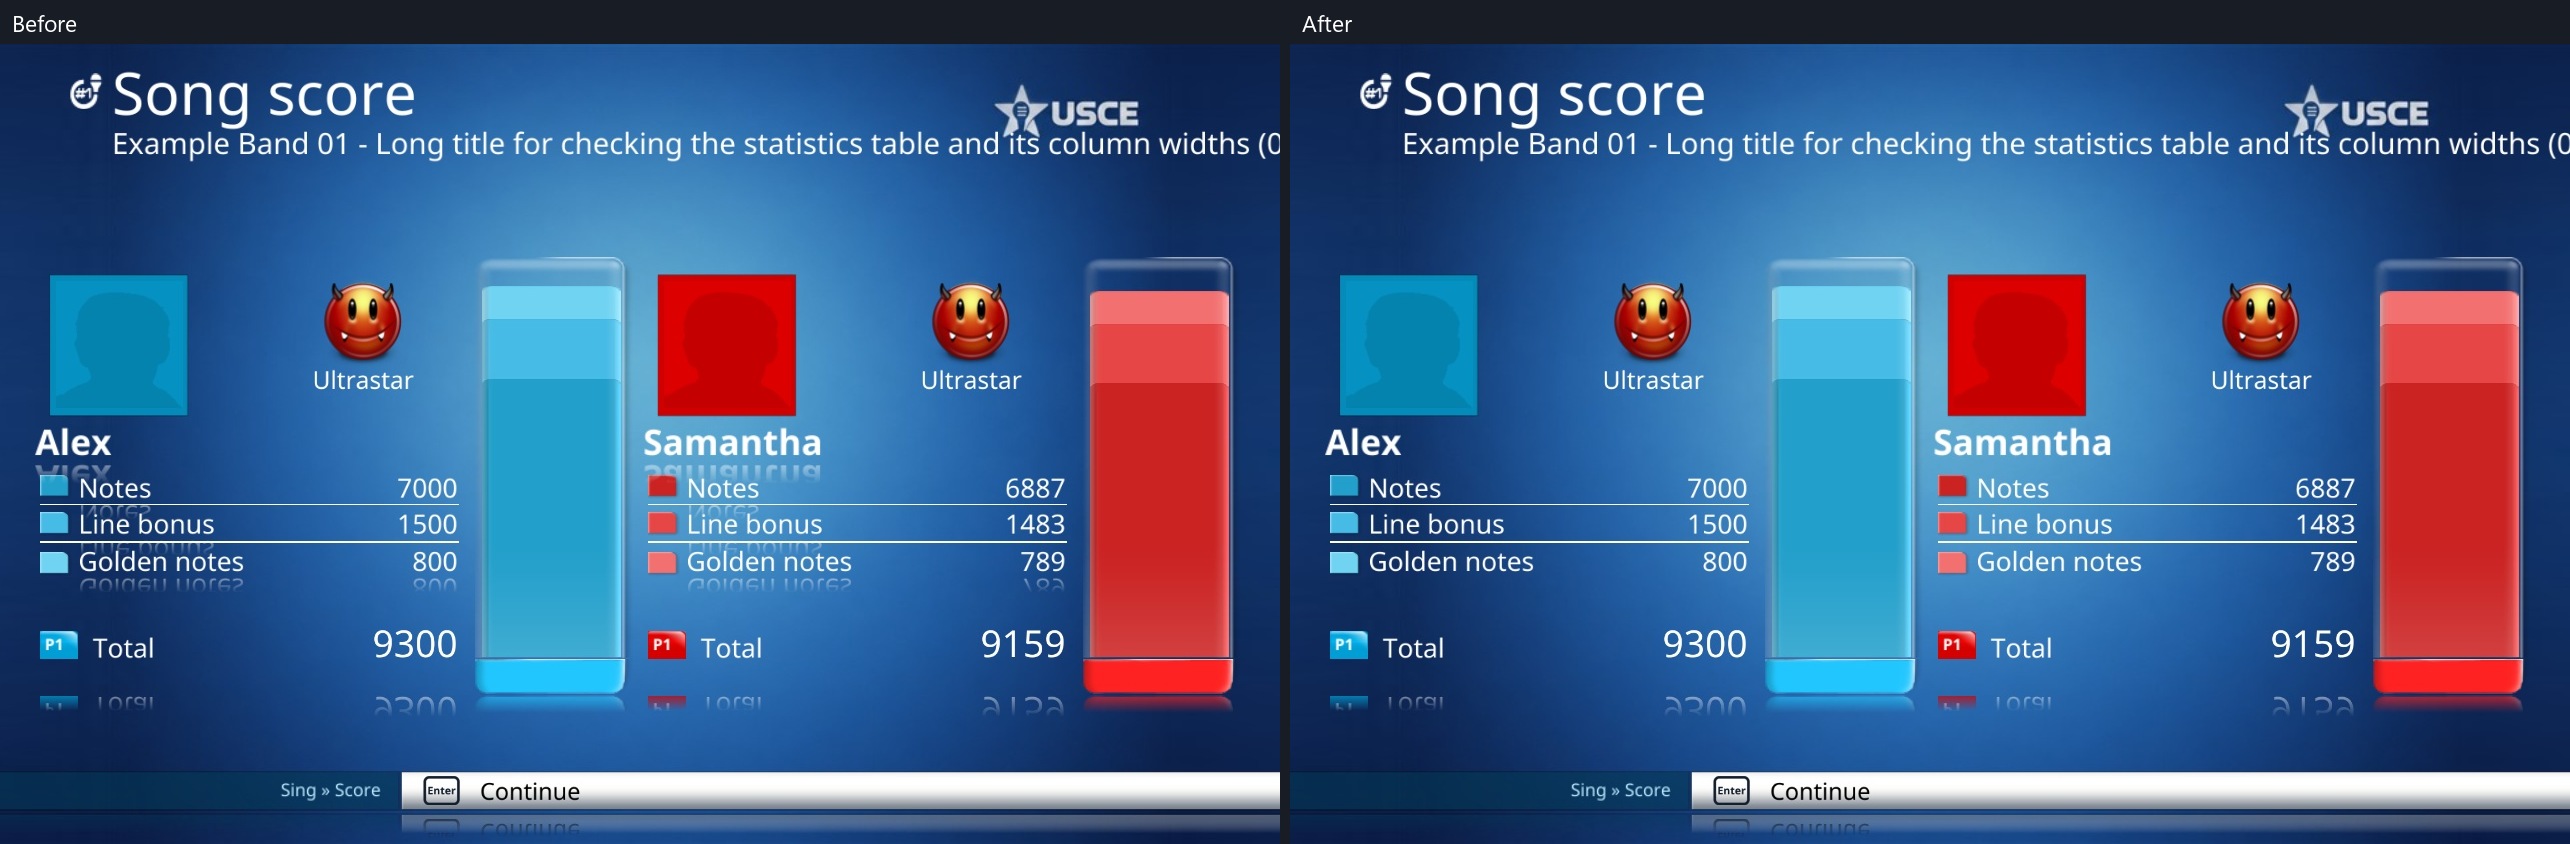 Before
Song score
USCE
Example Band 01 - Long title for checking the statistics table and its column widths (0
Ultrastar
Ultrastar
Alex
Samantha
Notes 7000
Line bonus 1500
Golden notes 800
P1 Total 9300
Notes 6887
Line bonus 1483
Golden notes 789
P1 Total 9159
Sing » Score
Enter Continue
After
#1 Song score
USCE
Example Band 01 - Long title for checking the statistics table and its column widths (0
Ultrastar
Ultrastar
Alex
Samantha
Notes 7000
Line bonus 1500
Golden notes 800
P1 Total 9300
Notes 6887
Line bonus 1483
Golden notes 789
P1 Total 9159
Sing » Score
Enter Continue